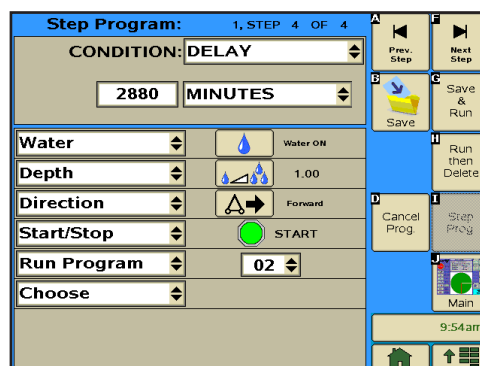 Step Program: 1, STEP 4 OF 4
CONDITION: DELAY
2880 MINUTES
Water Water ON
Depth 1.00
Direction Forward
Start/Stop START
Run Program 02
Choose
A
Prev.
Step
F
Next
Step
B
Save
G
Save
&
Run
H
Run
then
Delete
D
Cancel
Prog.
I
Step
Prog
J
Main
9:54am